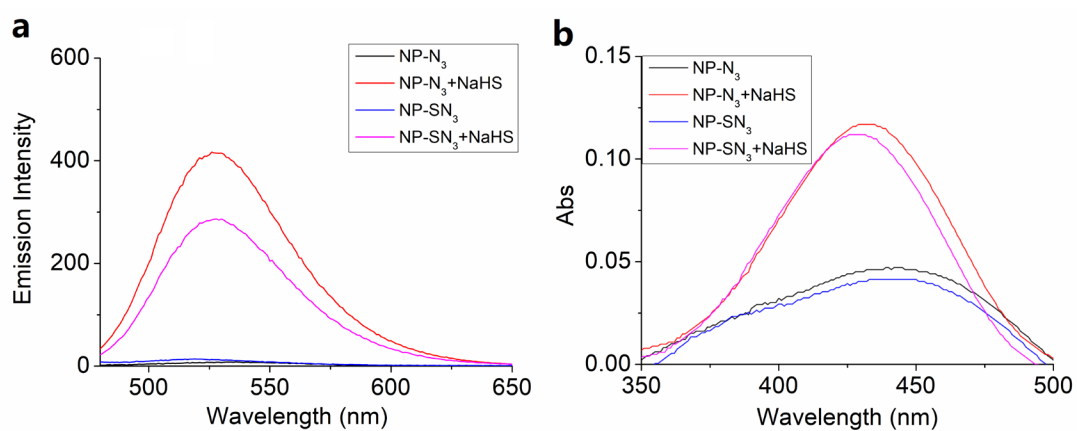 a
600
400
200
0
Emission Intensity
500 550 600 650
Wavelength (nm)
NP-N₃
NP-N₃+NaHS
NP-SN₃
NP-SN₃+NaHS
b
0.15
0.10
0.05
0.00
Abs
350 400 450 500
Wavelength (nm)
NP-N₃
NP-N₃+NaHS
NP-SN₃
NP-SN₃+NaHS